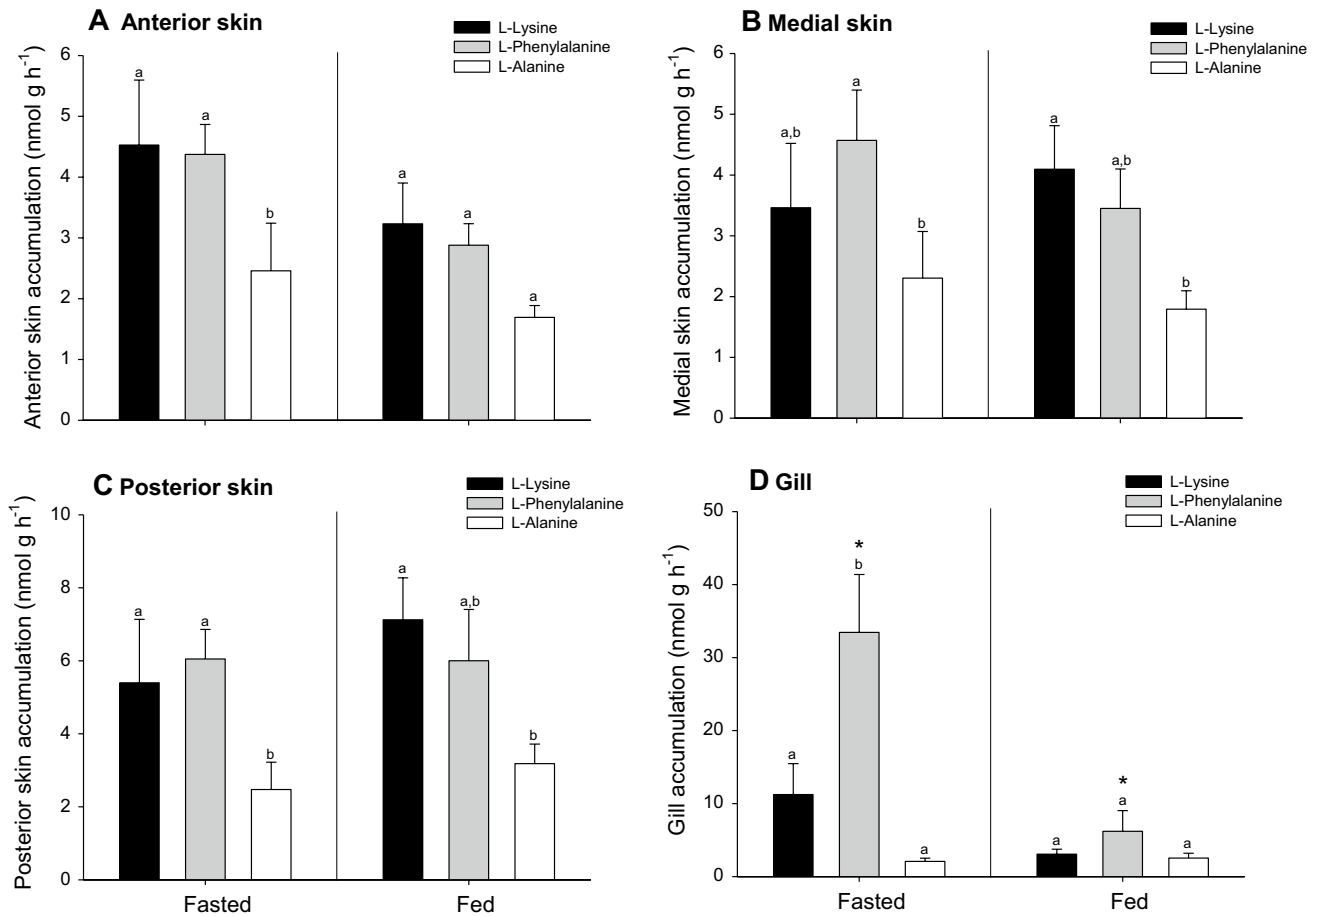 A Anterior skin
L-Lysine
L-Phenylalanine
L-Alanine
Anterior skin accumulation (nmol g h⁻¹)
6
5
4
3
2
1
0
a
a
b
a
a
a
B Medial skin
L-Lysine
L-Phenylalanine
L-Alanine
Medial skin accumulation (nmol g h⁻¹)
6
5
4
3
2
1
0
a,b
a
b
a
a,b
b
C Posterior skin
L-Lysine
L-Phenylalanine
L-Alanine
Posterior skin accumulation (nmol g h⁻¹)
10
8
6
4
2
0
a
a
b
a
a,b
b
Fasted
Fed
D Gill
L-Lysine
L-Phenylalanine
L-Alanine
Gill accumulation (nmol g h⁻¹)
50
40
30
20
10
0
a
*
b
a
a
*
a
a
Fasted
Fed